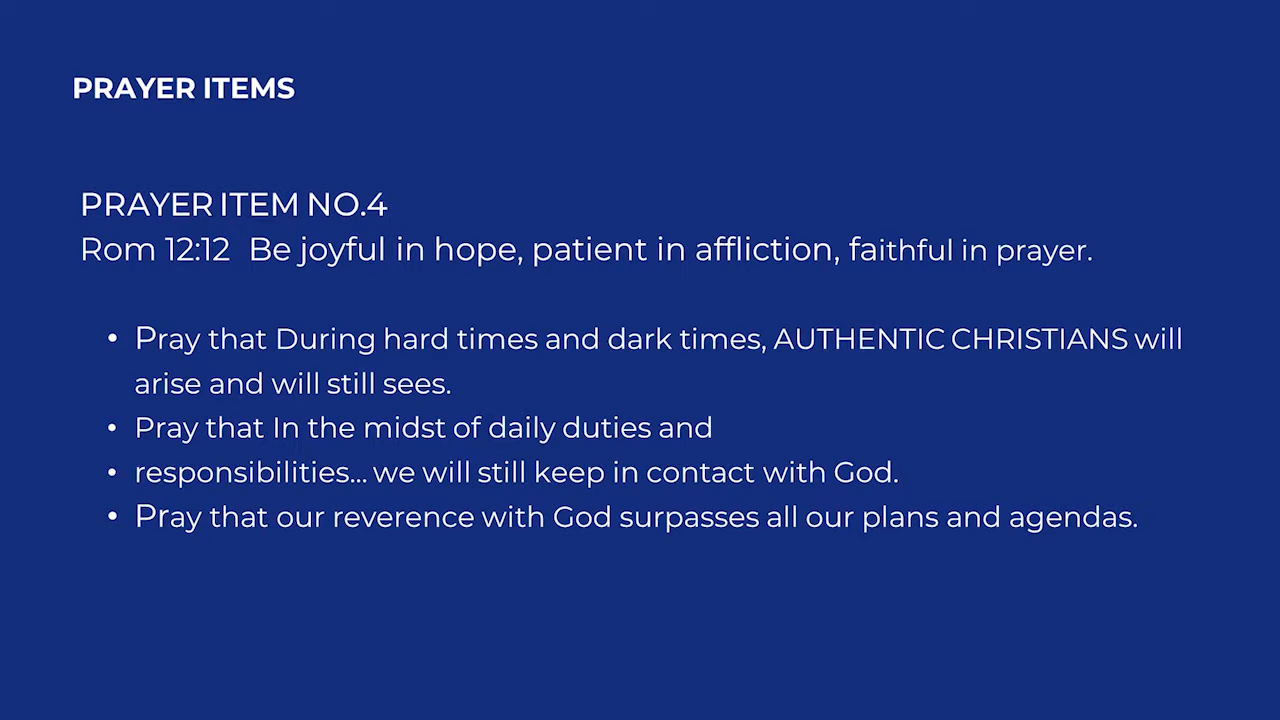 PRAYER ITEMS
PRAYER ITEM NO.4
Rom 12:12  Be joyful in hope, patient in affliction, faithful in prayer.
• Pray that During hard times and dark times, AUTHENTIC CHRISTIANS will
arise and will still sees.
• Pray that In the midst of daily duties and
• responsibilities... we will still keep in contact with God.
• Pray that our reverence with God surpasses all our plans and agendas.